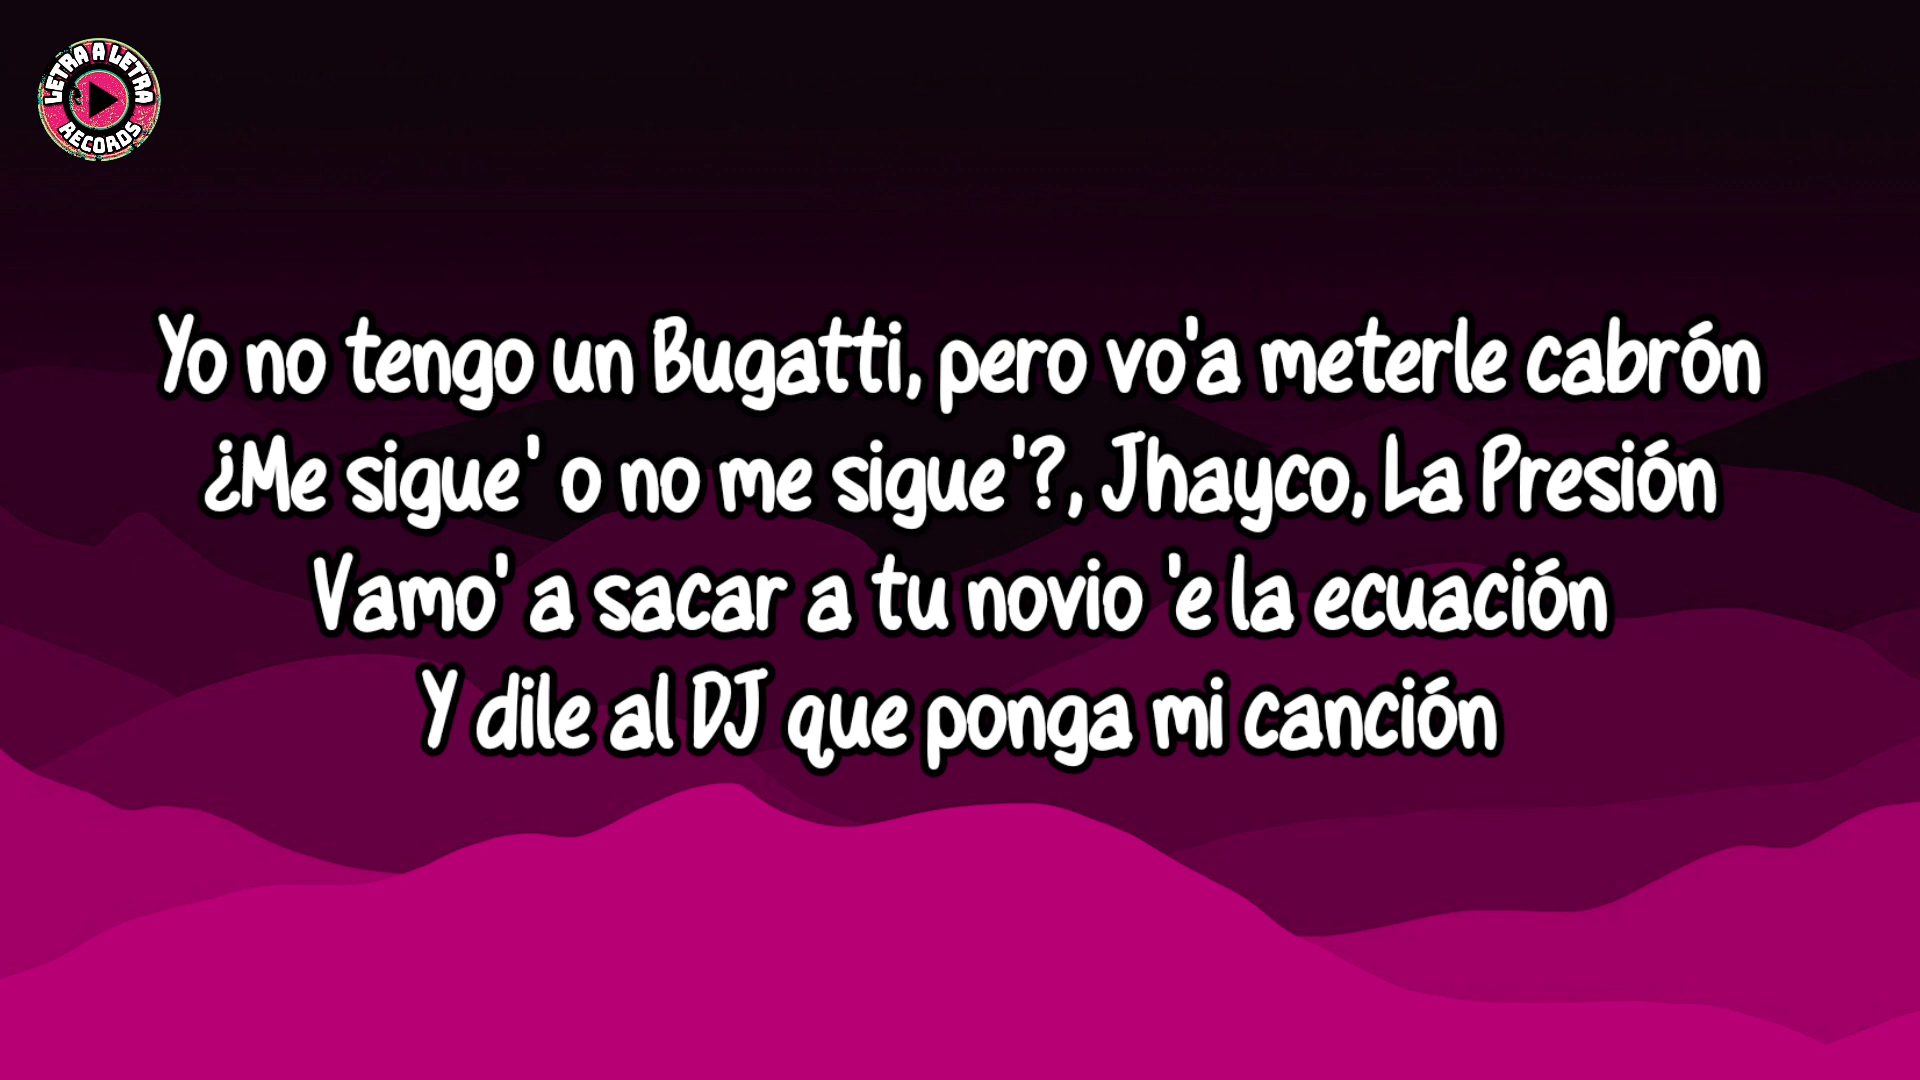 LETRA A LETRA
RECORDS
Yo no tengo un Bugatti, pero vo'a meterle cabrón
¿Me sigue' o no me sigue'?, Jhayco, La Presión
Vamo' a sacar a tu novio 'e la ecuación
Y dile al DJ que ponga mi canción